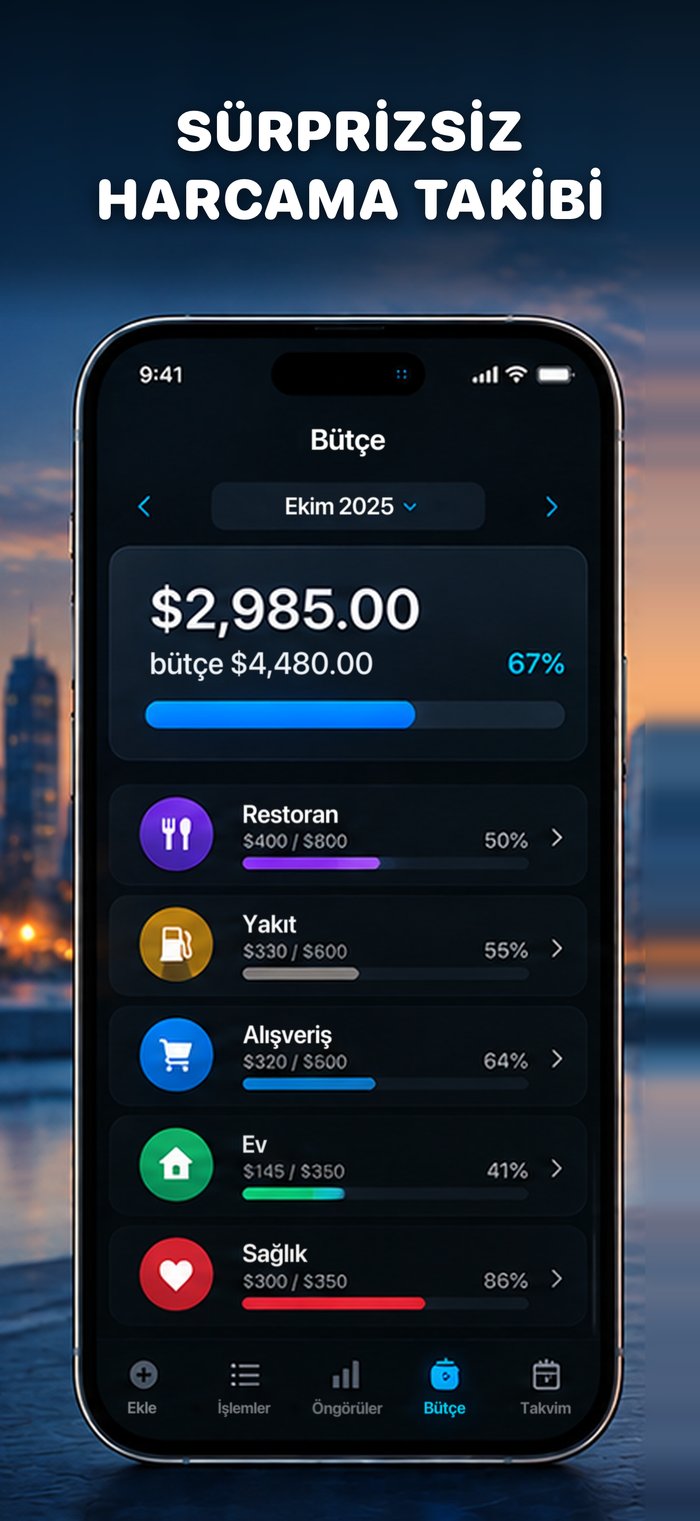 SÜRPRİZSİZ
HARCAMA TAKİBİ
9:41
Bütçe
Ekim 2025
$2,985.00
bütçe $4,480.00
67%
Restoran
$400 / $800
50%
Yakıt
$330 / $600
55%
Alışveriş
$320 / $600
64%
Ev
$145 / $350
41%
Sağlık
$300 / $350
86%
Ekle
İşlemler
Öngörüler
Bütçe
Takvim